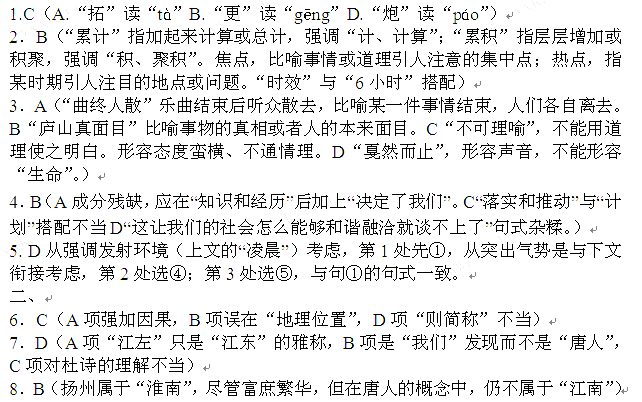 1.C（A. “拓”读“tà” B. “更”读“gēng” D. “炮”读“páo”）
2．B（“累计”指加起来计算或总计，强调“计、计算”；“累积”指层层增加或
积聚，强调“积、聚积”。焦点，比喻事情或道理引人注意的集中点；热点，指
某时期引人注目的地点或问题。“时效”与“6 小时”搭配）
3．A（“曲终人散”乐曲结束后听众散去，比喻某一件事情结束，人们各自离去。
B“庐山真面目”比喻事物的真相或者人的本来面目。C“不可理喻”，不能用道
理使之明白。形容态度蛮横、不通情理。D“戛然而止”，形容声音，不能形容
“生命”。）
4．B（A 成分残缺，应在“知识和经历”后加上“决定了我们”。C“落实和推动”与“计
划”搭配不当 D“这让我们的社会怎么能够和谐融洽就谈不上了”句式杂糅。）
5. D 从强调发射环境（上文的“凌晨”）考虑，第 1 处先①，从突出气势是与下文
衔接考虑，第 2 处选④；第 3 处选⑤，与句①的句式一致。
二、
6．C（A 项强加因果，B 项误在“地理位置”，D 项“则简称”不当）
7．D（A 项“江左”只是“江东”的雅称，B 项是“我们”发现而不是“唐人”，
C 项对杜诗的理解不当）
8．B（扬州属于“淮南”，尽管富庶繁华，但在唐人的概念中，仍不属于“江南”）